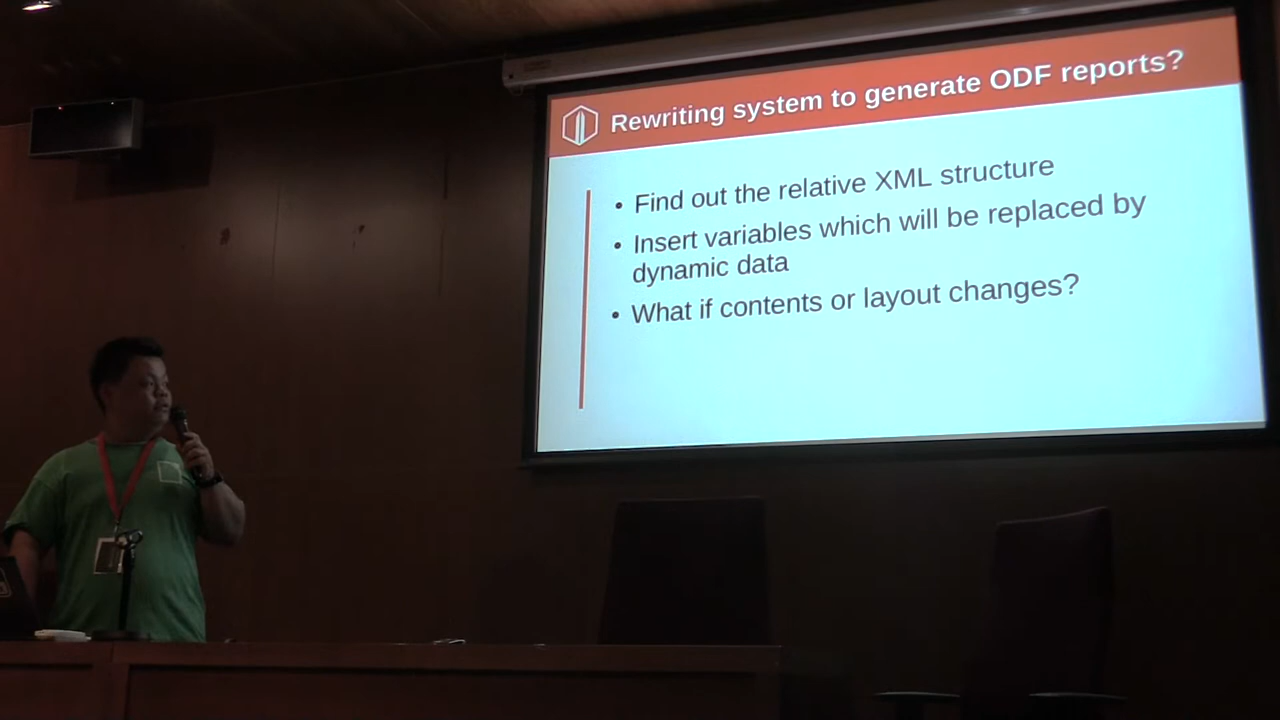 Rewriting system to generate ODF reports?
• Find out the relative XML structure
• Insert variables which will be replaced by
dynamic data
• What if contents or layout changes?